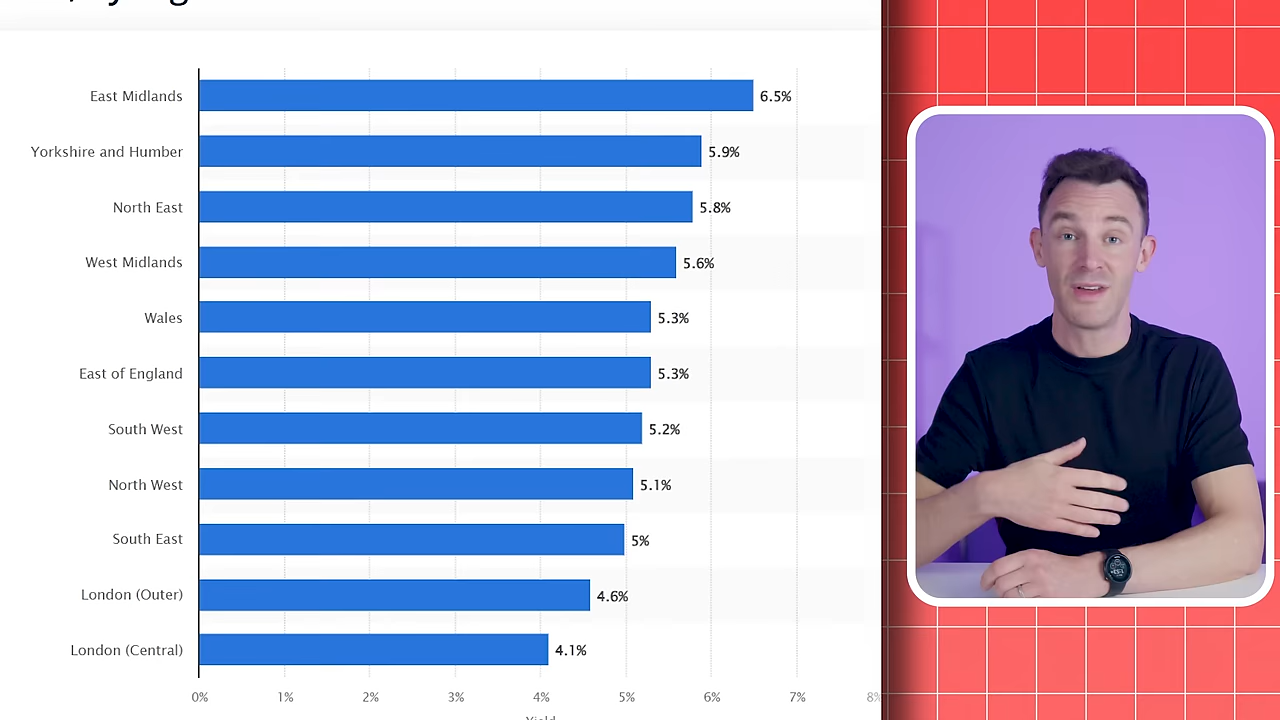 East Midlands 6.5%
Yorkshire and Humber 5.9%
North East 5.8%
West Midlands 5.6%
Wales 5.3%
East of England 5.3%
South West 5.2%
North West 5.1%
South East 5%
London (Outer) 4.6%
London (Central) 4.1%
0% 1% 2% 3% 4% 5% 6% 7% 8%
Yield